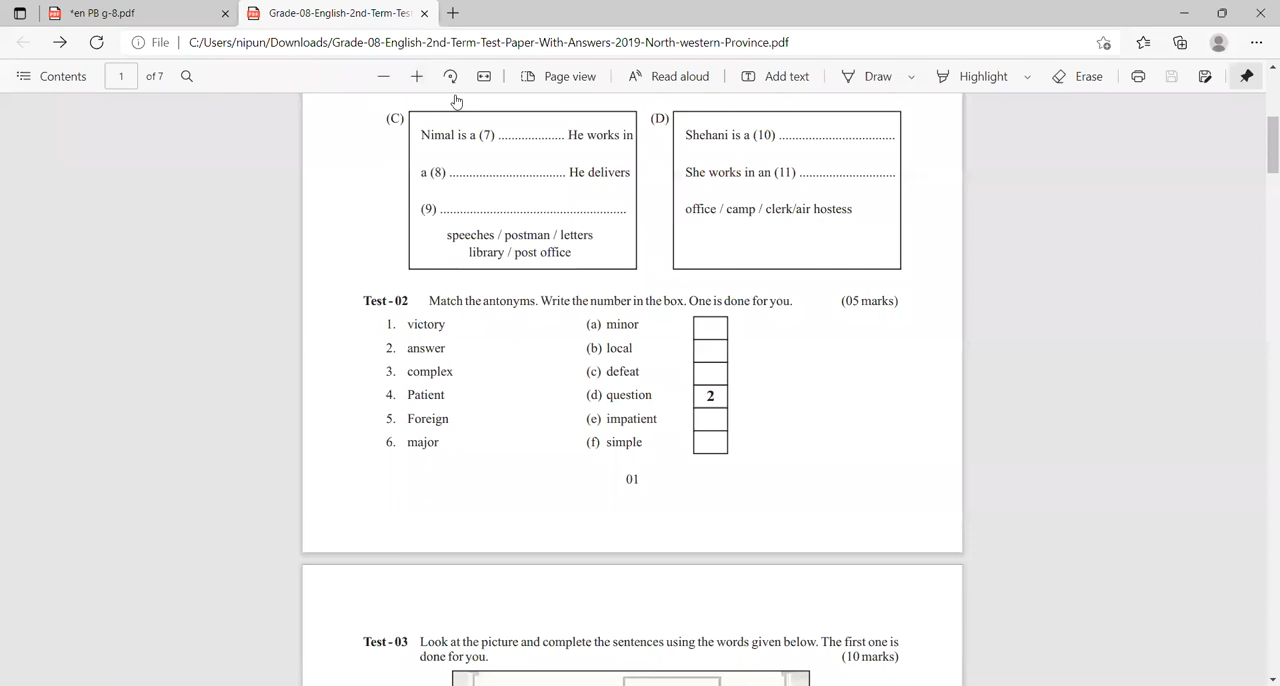 *en PB g-8.pdf
Grade-08-English-2nd-Term-Tes
File
C:/Users/nipun/Downloads/Grade-08-English-2nd-Term-Test-Paper-With-Answers-2019-North-western-Province.pdf
Contents 1 of 7 Page view Read aloud Add text Draw Highlight Erase
(C) (D)
Nimal is a (7) ................... He works in
a (8) ................................. He delivers
(9) .....................................................
speeches / postman / letters
library / post office
Shehani is a (10) .................................
She works in an (11) ...........................
office / camp / clerk/air hostess
Test - 02 Match the antonyms. Write the number in the box. One is done for you. (05 marks)
1. victory (a) minor
2. answer (b) local
3. complex (c) defeat
4. Patient (d) question 2
5. Foreign (e) impatient
6. major (f) simple
01
Test - 03 Look at the picture and complete the sentences using the words given below. The first one is
done for you. (10 marks)